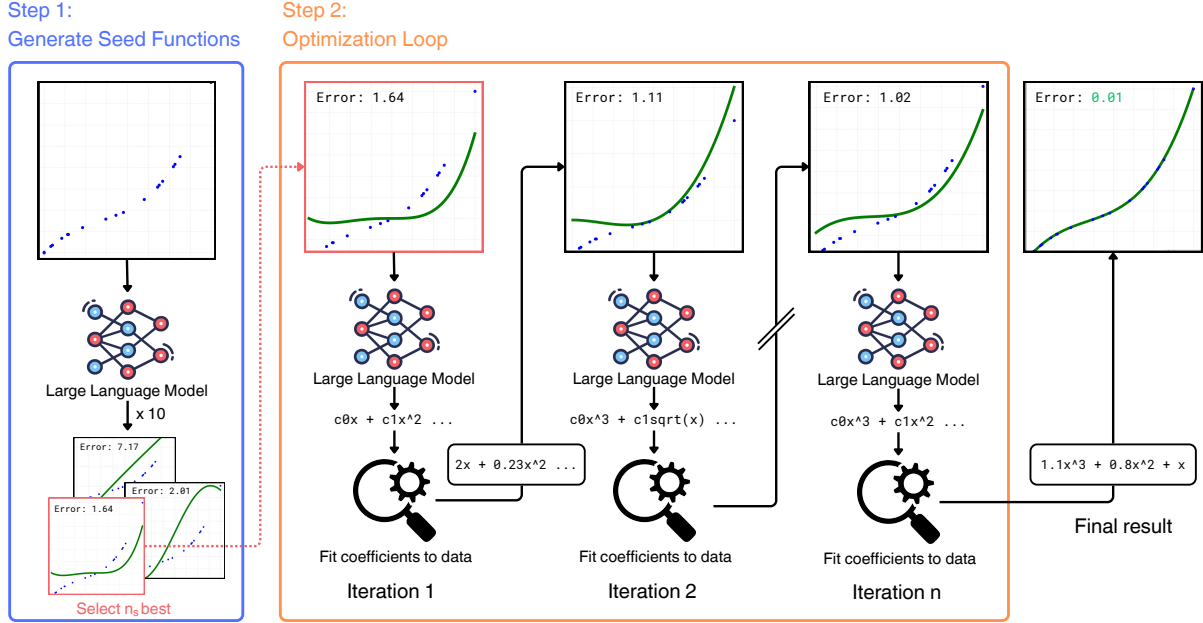 Step 1:
Generate Seed Functions
Large Language Model
x 10
Error: 7.17
Error: 2.01
Error: 1.64
Select nₛ best
Step 2:
Optimization Loop
Error: 1.64
Large Language Model
c0x + c1x^2 ...
Fit coefficients to data
Iteration 1
2x + 0.23x^2 ...
Error: 1.11
Large Language Model
c0x^3 + c1sqrt(x) ...
Fit coefficients to data
Iteration 2
Error: 1.02
Large Language Model
c0x^3 + c1x^2 ...
Fit coefficients to data
Iteration n
Error: 0.01
1.1x^3 + 0.8x^2 + x
Final result